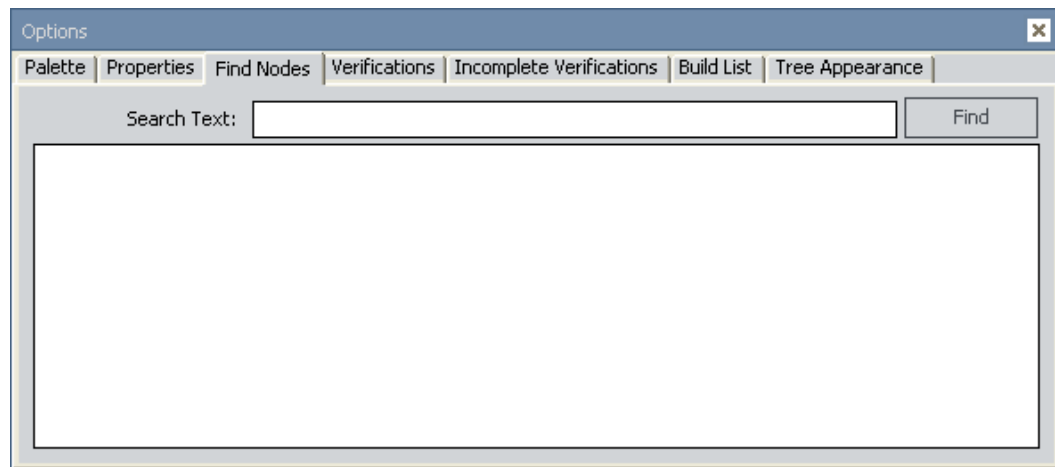 Options
Palette Properties Find Nodes Verifications Incomplete Verifications Build List Tree Appearance
Search Text: Find